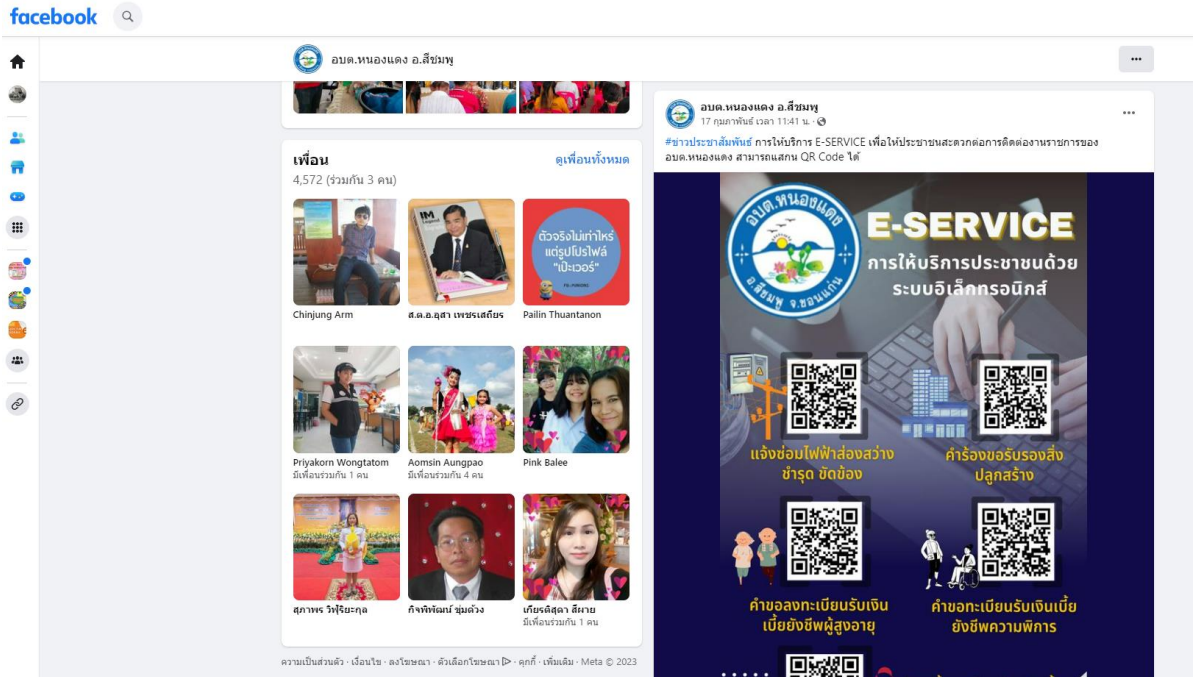 facebook
อบต.หนองแดง อ.สีชมพู
เพื่อน
ดูเพื่อนทั้งหมด
4,572 (ร่วมกัน 3 คน)
IM
Legend
ตัวจริงไม่เท่าไหร่
แต่รูปโปรไฟล์
"เป๊ะเวอร์"
Chinjung Arm
ส.ต.อ.อุสา เพชรเสถียร
Pailin Thuantanon
Priyakorn Wongtatom
มีเพื่อนร่วมกัน 1 คน
Aomsin Aungpao
มีเพื่อนร่วมกัน 4 คน
Pink Balee
สุภาพร วิฬุริยะกุล
กิจพิพัฒน์ ขุ่มด้วง
เกียรติสุดา สีผาย
มีเพื่อนร่วมกัน 1 คน
ความเป็นส่วนตัว · เงื่อนไข · ลงโฆษณา · ตัวเลือกโฆษณา · คุกกี้ · เพิ่มเติม · Meta © 2023
อบต.หนองแดง อ.สีชมพู
17 กุมภาพันธ์ เวลา 11:41 น. ·
#ข่าวประชาสัมพันธ์ การให้บริการ E-SERVICE เพื่อให้ประชาชนสะดวกต่อการติดต่องานราชการของ
อบต.หนองแดง สามารถแสกน QR Code ได้
อบต.หนองแดง
อ.สีชมพู จ.ขอนแก่น
E-SERVICE
การให้บริการประชาชนด้วย
ระบบอิเล็กทรอนิกส์
แจ้งซ่อมไฟฟ้าส่องสว่าง
ชำรุด ขัดข้อง
คำร้องขอรับรองสิ่ง
ปลูกสร้าง
คำขอลงทะเบียนรับเงิน
เบี้ยยังชีพผู้สูงอายุ
คำขอทะเบียนรับเงินเบี้ย
ยังชีพความพิการ